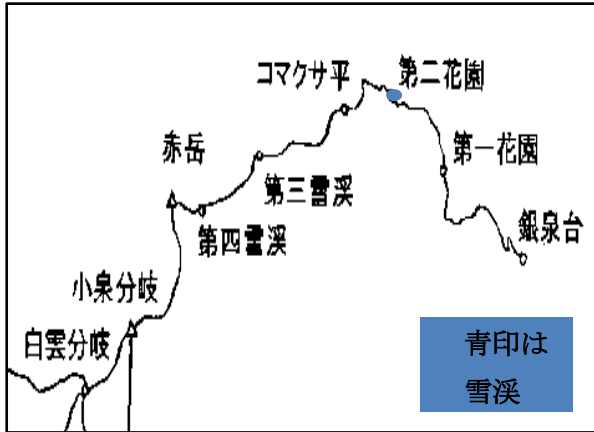 コマクサ平
第二花園
赤岳
第一花園
第三雪渓
第四雪渓
銀泉台
小泉分岐
白雲分岐
青印は
雪渓